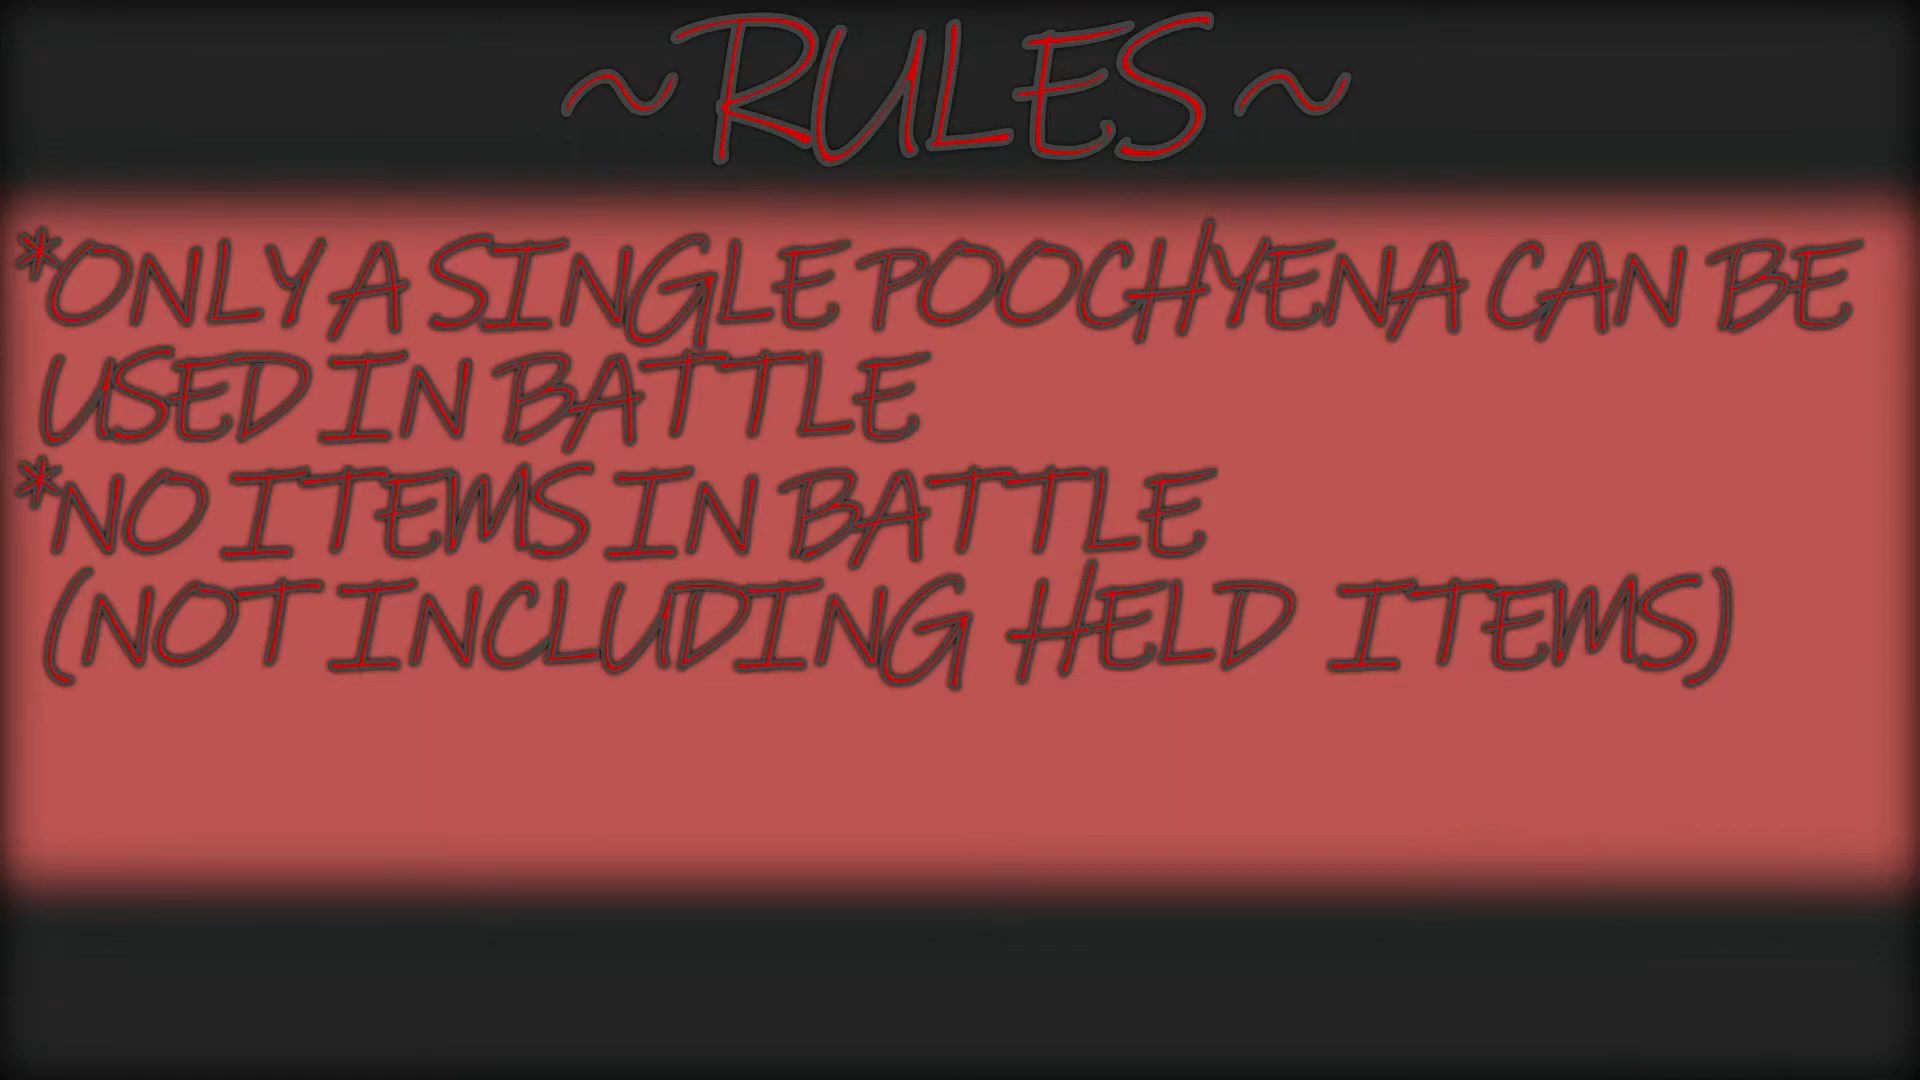 ~RULES~
*ONLY A SINGLE POOCHYENA CAN BE
USED IN BATTLE
*NO ITEMS IN BATTLE
(NOT INCLUDING HELD ITEMS)